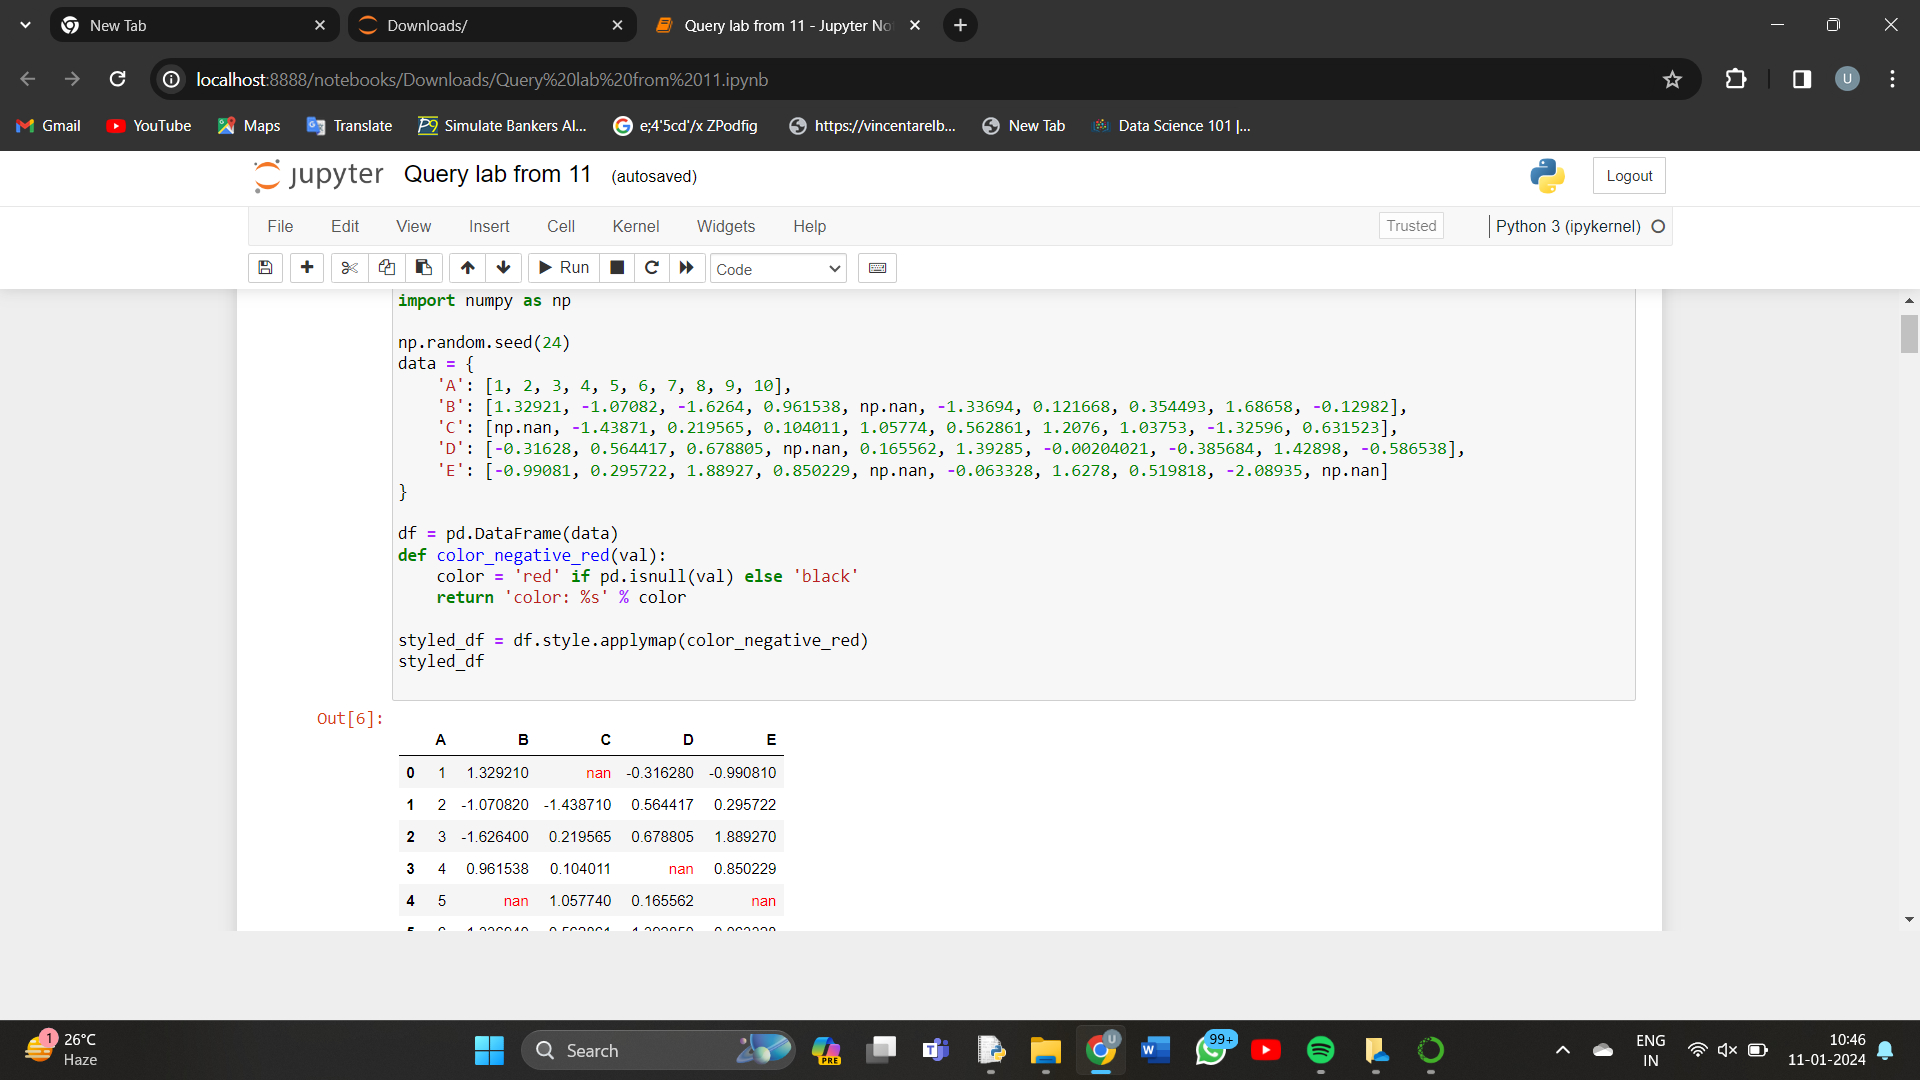 New Tab
Downloads/
Query lab from 11 - Jupyter No
localhost:8888/notebooks/Downloads/Query%20lab%20from%2011.ipynb
U
Gmail
YouTube
Maps
Translate
Simulate Bankers Al...
e;4'5cd'/x ZPodfig
https://vincentarelb...
New Tab
Data Science 101 |...
jupyter Query lab from 11 (autosaved)
Logout
File Edit View Insert Cell Kernel Widgets Help
Trusted
Python 3 (ipykernel)
Run
Code
import numpy as np
np.random.seed(24)
data = {
    'A': [1, 2, 3, 4, 5, 6, 7, 8, 9, 10],
    'B': [1.32921, -1.07082, -1.6264, 0.961538, np.nan, -1.33694, 0.121668, 0.354493, 1.68658, -0.12982],
    'C': [np.nan, -1.43871, 0.219565, 0.104011, 1.05774, 0.562861, 1.2076, 1.03753, -1.32596, 0.631523],
    'D': [-0.31628, 0.564417, 0.678805, np.nan, 0.165562, 1.39285, -0.00204021, -0.385684, 1.42898, -0.586538],
    'E': [-0.99081, 0.295722, 1.88927, 0.850229, np.nan, -0.063328, 1.6278, 0.519818, -2.08935, np.nan]
}
df = pd.DataFrame(data)
def color_negative_red(val):
    color = 'red' if pd.isnull(val) else 'black'
    return 'color: %s' % color
styled_df = df.style.applymap(color_negative_red)
styled_df
Out[6]:
A B C D E
0 1 1.329210 nan -0.316280 -0.990810
1 2 -1.070820 -1.438710 0.564417 0.295722
2 3 -1.626400 0.219565 0.678805 1.889270
3 4 0.961538 0.104011 nan 0.850229
4 5 nan 1.057740 0.165562 nan
1
26°C
Haze
Search
PRE
U
99+
ENG
IN
10:46
11-01-2024